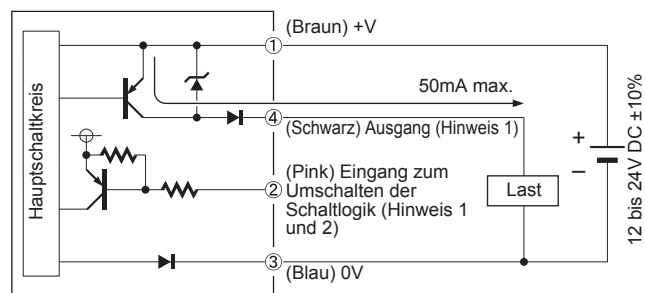 (Braun) +V
①
50mA max.
④
(Schwarz) Ausgang (Hinweis 1)
Hauptschaltkreis
(Pink) Eingang zum
②
Umschalten der
Schaltlogik (Hinweis 1
und 2)
Last
+
−
12 bis 24V DC ±10%
③
(Blau) 0V